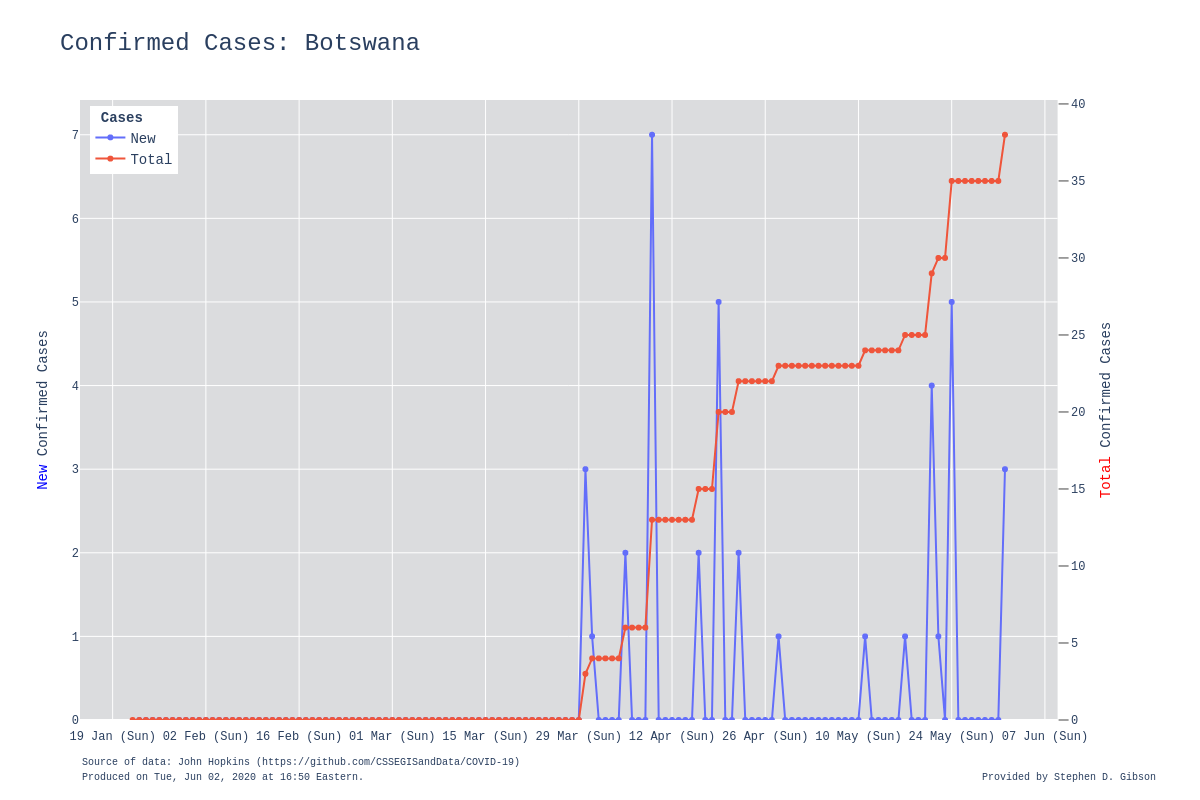 Confirmed Cases: Botswana
Cases
New
Total
7
6
5
4
3
2
1
0
New Confirmed Cases
40
35
30
25
20
15
10
5
0
Total Confirmed Cases
19 Jan (Sun) 02 Feb (Sun) 16 Feb (Sun) 01 Mar (Sun) 15 Mar (Sun) 29 Mar (Sun) 12 Apr (Sun) 26 Apr (Sun) 10 May (Sun) 24 May (Sun) 07 Jun (Sun)
Source of data: John Hopkins (https://github.com/CSSEGISandData/COVID-19)
Produced on Tue, Jun 02, 2020 at 16:50 Eastern.
Provided by Stephen D. Gibson